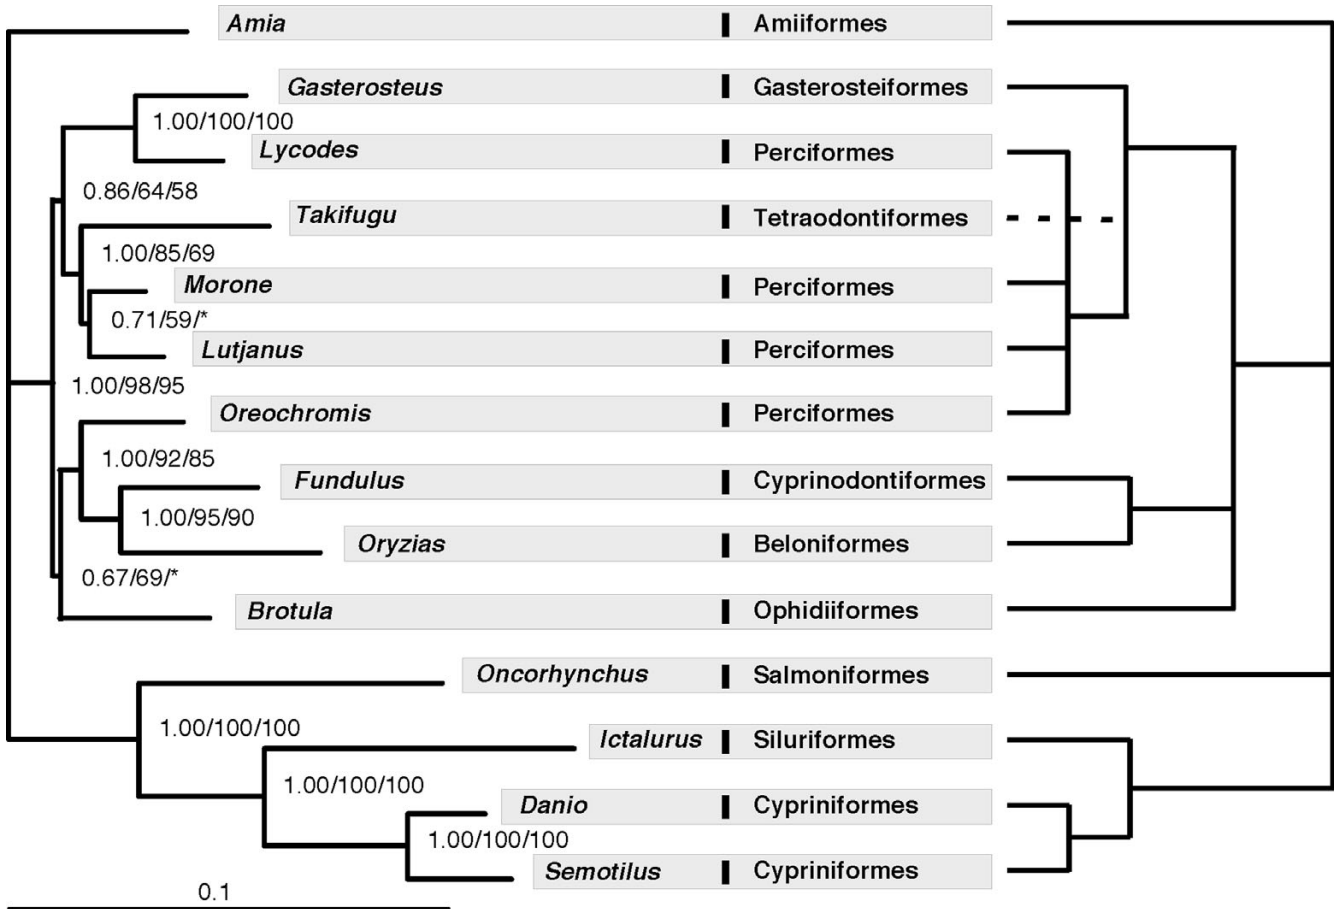 Amia Amiiformes
Gasterosteus Gasterosteiformes
1.00/100/100
Lycodes Perciformes
0.86/64/58
Takifugu Tetraodontiformes
1.00/85/69
Morone Perciformes
0.71/59/*
Lutjanus Perciformes
1.00/98/95
Oreochromis Perciformes
1.00/92/85
Fundulus Cyprinodontiformes
1.00/95/90
Oryzias Beloniformes
0.67/69/*
Brotula Ophidiiformes
Oncorhynchus Salmoniformes
1.00/100/100
Ictalurus Siluriformes
1.00/100/100
Danio Cypriniformes
1.00/100/100
Semotilus Cypriniformes
0.1